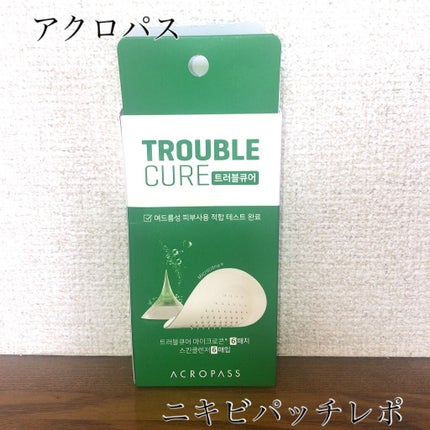 アクロパス
TROUBLE
CURE 트러블큐어
여드름성 피부사용 적합 테스트 완료
Microcone
트러블큐어 마이크로콘 6패치
스킨클렌저 6매입
ACROPASS
ニキビパッチレポ